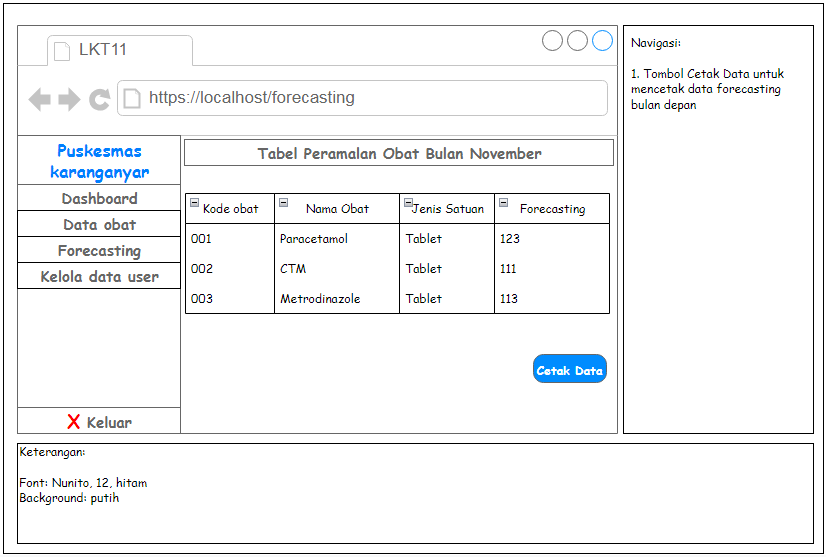 LKT11
https://localhost/forecasting
Puskesmas
karanganyar
Dashboard
Data obat
Forecasting
Kelola data user
X Keluar
Tabel Peramalan Obat Bulan November
Kode obat Nama Obat Jenis Satuan Forecasting
001 Paracetamol Tablet 123
002 CTM Tablet 111
003 Metrodinazole Tablet 113
Cetak Data
Navigasi:
1. Tombol Cetak Data untuk
mencetak data forecasting
bulan depan
Keterangan:
Font: Nunito, 12, hitam
Background: putih